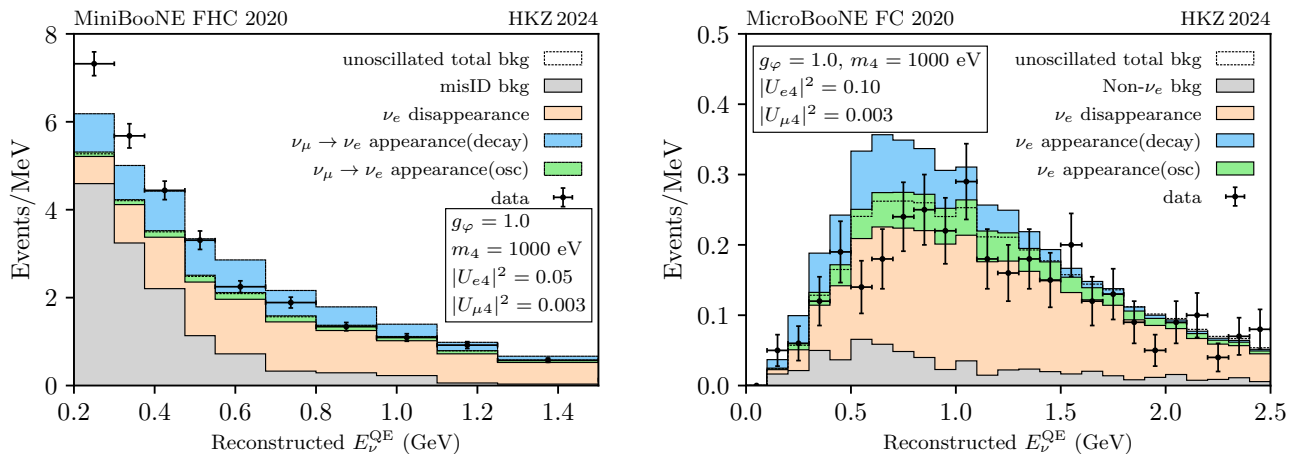 MiniBooNE FHC 2020 HKZ 2024
Events/MeV
8
6
4
2
0
unoscillated total bkg
misID bkg
νe disappearance
νμ → νe appearance(decay)
νμ → νe appearance(osc)
data
gφ = 1.0
m4 = 1000 eV
|Ue4|² = 0.05
|Uμ4|² = 0.003
0.2 0.4 0.6 0.8 1.0 1.2 1.4
Reconstructed EνQE (GeV)
MicroBooNE FC 2020 HKZ 2024
Events/MeV
0.5
0.4
0.3
0.2
0.1
0.0
gφ = 1.0, m4 = 1000 eV
|Ue4|² = 0.10
|Uμ4|² = 0.003
unoscillated total bkg
Non-νe bkg
νe disappearance
νμ → νe appearance(decay)
νe appearance(osc)
data
0.0 0.5 1.0 1.5 2.0 2.5
Reconstructed EνQE (GeV)